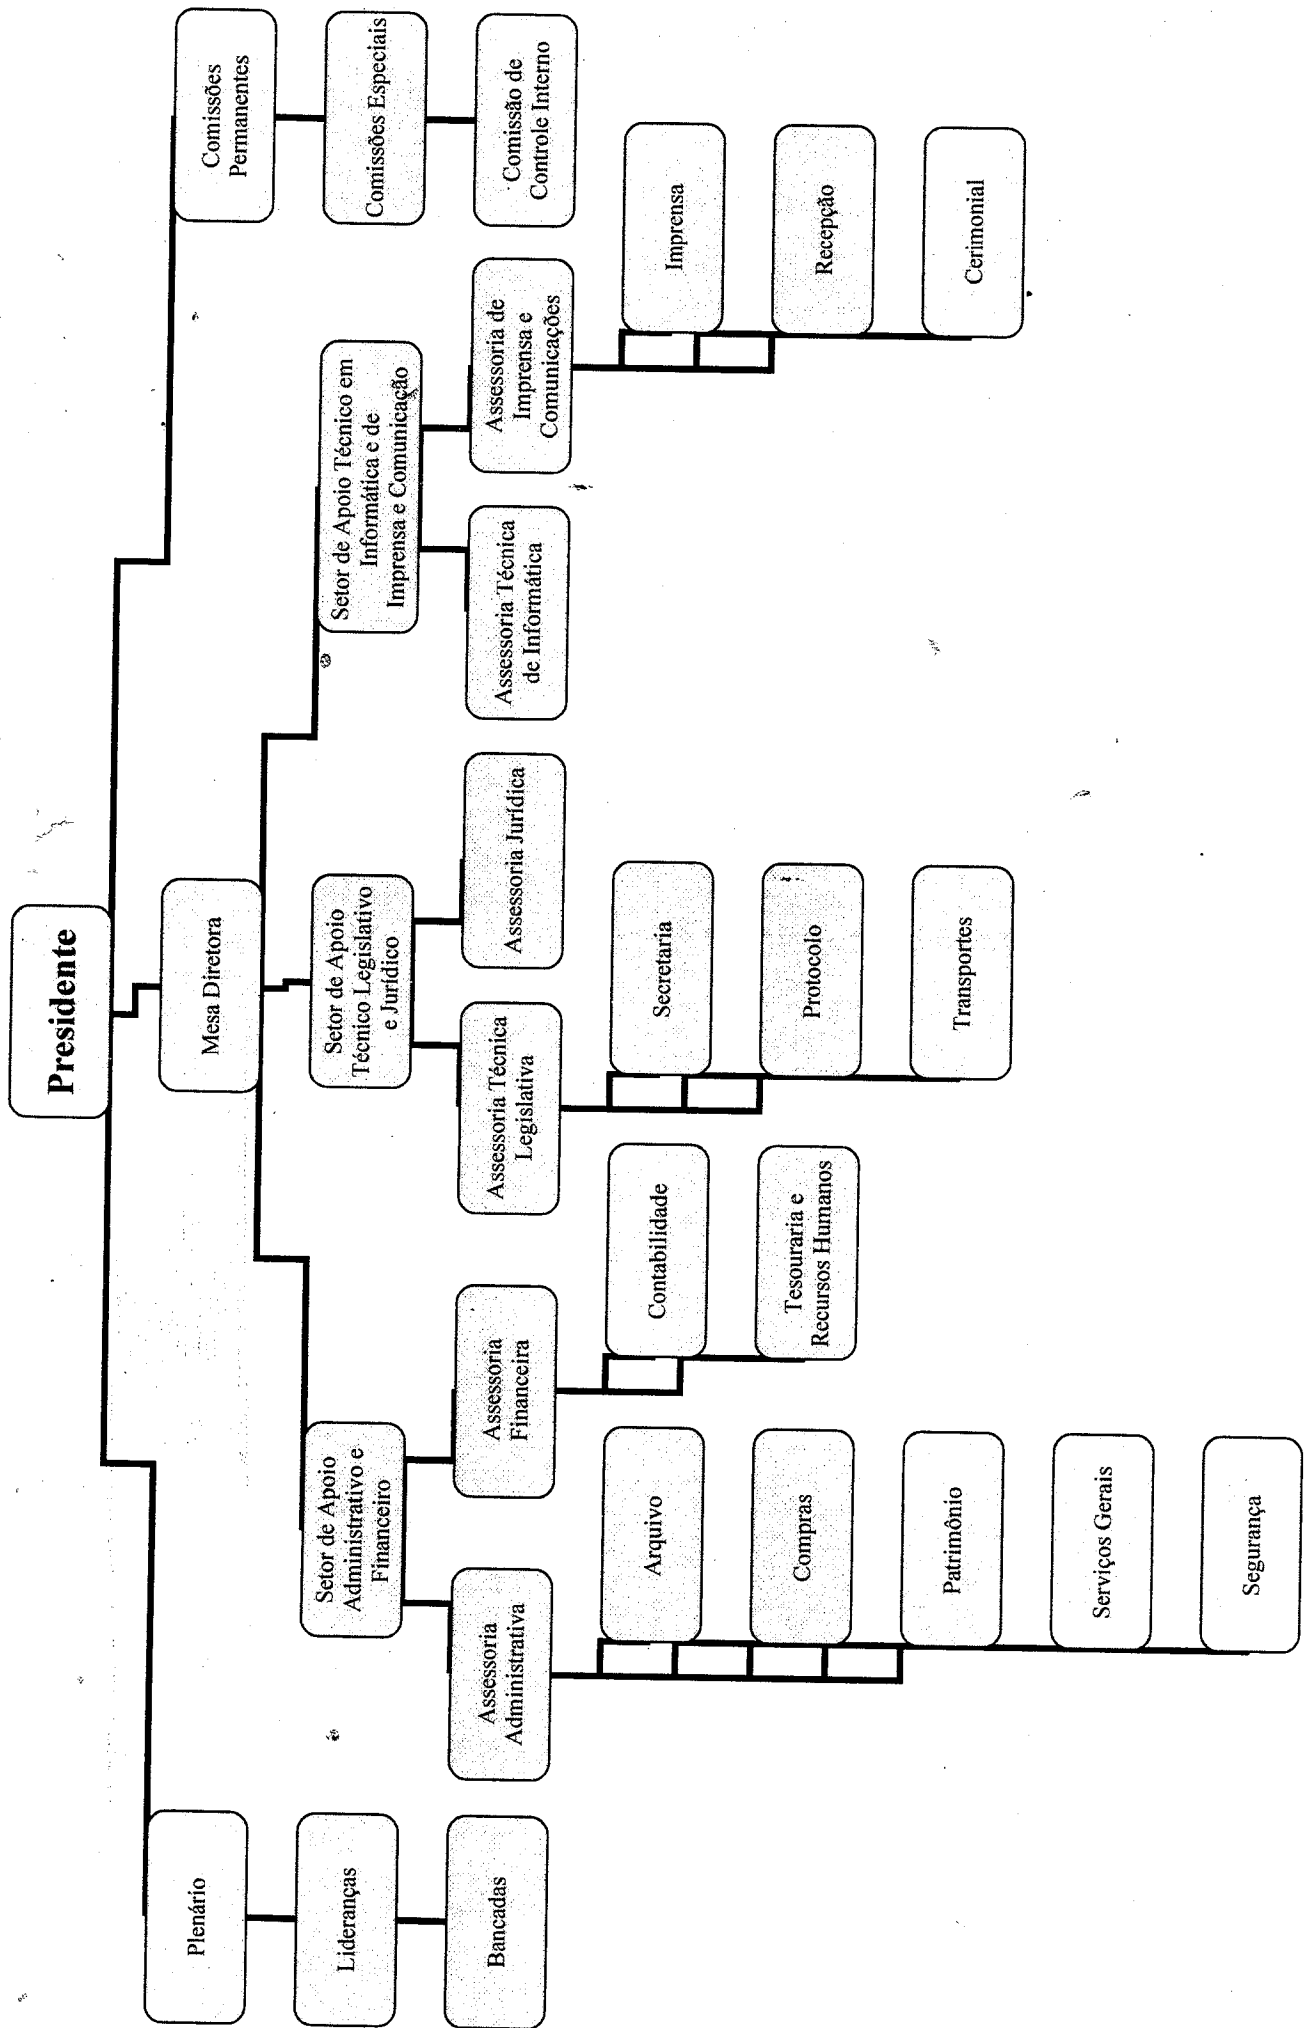 Presidente
Plenário
Mesa Diretora
Comissões
Permanentes
Lideranças
Setor de Apoio
Administrativo e
Financeiro
Setor de Apoio
Técnico Legislativo
e Jurídico
Setor de Apoio Técnico em
Informática e de
Imprensa e Comunicação
Comissões Especiais
Bancadas
Assessoria
Administrativa
Assessoria
Financeira
Assessoria Técnica
Legislativa
Assessoria Jurídica
Assessoria Técnica
de Informática
Assessoria de
Imprensa e
Comunicações
Comissão de
Controle Interno
Arquivo
Contabilidade
Secretaria
Imprensa
Compras
Tesouraria e
Recursos Humanos
Protocolo
Recepção
Patrimônio
Transportes
Cerimonial
Serviços Gerais
Segurança